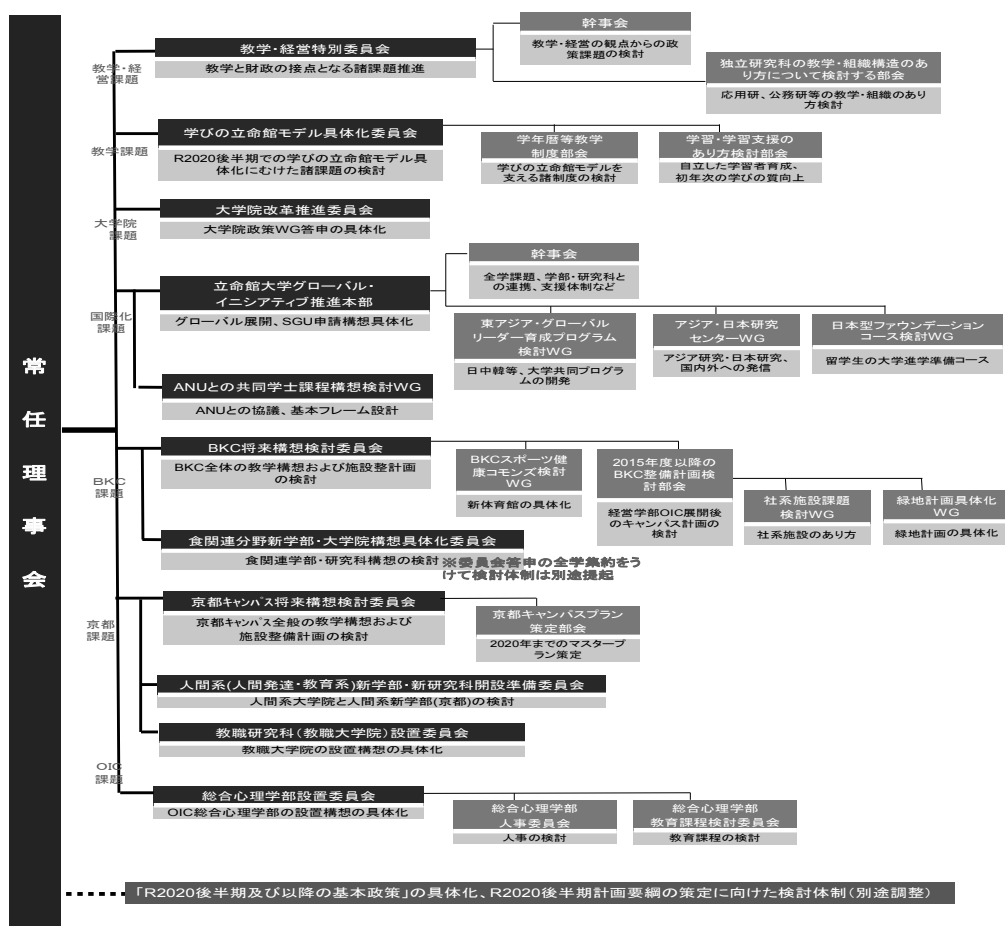 常任理事会
教学・経
営課題
教学・経営特別委員会
教学と財政の接点となる諸課題推進
幹事会
教学・経営の観点からの政
策課題の検討
独立研究科の教学・組織構造のあ
り方について検討する部会
応用研、公務研等の教学・組織のあり
方検討
教学課題
学びの立命館モデル具体化委員会
R2020後半期での学びの立命館モデル具
体化にむけた諸課題の検討
学年暦等教学
制度部会
学びの立命館モデルを
支える諸制度の検討
学習・学習支援の
あり方検討部会
自立した学習者育成、
初年次の学びの質向上
大学院
課題
大学院改革推進委員会
大学院政策WG答申の具体化
国際化
課題
立命館大学グローバル・
イニシアティブ推進本部
グローバル展開、SGU申請構想具体化
幹事会
全学課題、学部・研究科と
の連携、支援体制など
東アジア・グローバル
リーダー育成プログラム
検討WG
日中韓等、大学共同プログラ
ムの開発
アジア・日本研究
センターWG
アジア研究・日本研究、
国内外への発信
日本型ファウンデーション
コース検討WG
留学生の大学進学準備コース
ANUとの共同学士課程構想検討WG
ANUとの協議、基本フレーム設計
BKC
課題
BKC将来構想検討委員会
BKC全体の教学構想および施設整計画
の検討
BKCスポーツ健
康コモンズ検討
WG
新体育館の具体化
2015年度以降の
BKC整備計画検
討部会
経営学部OIC展開後
のキャンパス計画の
検討
社系施設課題
検討WG
社系施設のあり方
緑地計画具体化
WG
緑地計画の具体化
食関連分野新学部・大学院構想具体化委員会
食関連学部・研究科構想の検討
※委員会答申の全学集約をう
けて検討体制は別途提起
京都
課題
京都ｷｬﾝﾊﾟｽ将来構想検討委員会
京都ｷｬﾝﾊﾟｽ全般の教学構想および
施設整備計画の検討
京都キャンパスプラン
策定部会
2020年までのマスタープ
ラン策定
人間系(人間発達・教育系)新学部・新研究科開設準備委員会
人間系大学院と人間系新学部(京都)の検討
教職研究科(教職大学院)設置委員会
教職大学院の設置構想の具体化
OIC
課題
総合心理学部設置委員会
OIC総合心理学部の設置構想の具体化
総合心理学部
人事委員会
人事の検討
総合心理学部
教育課程検討委員会
教育課程の検討
「R2020後半期及び以降の基本政策」の具体化、R2020後半期計画要綱の策定に向けた検討体制(別途調整)